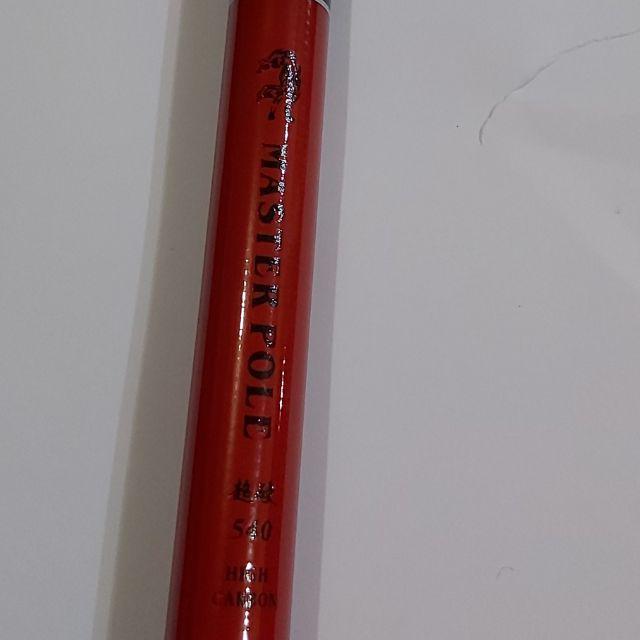 MASTER POLE
540
HIGH
CARBON